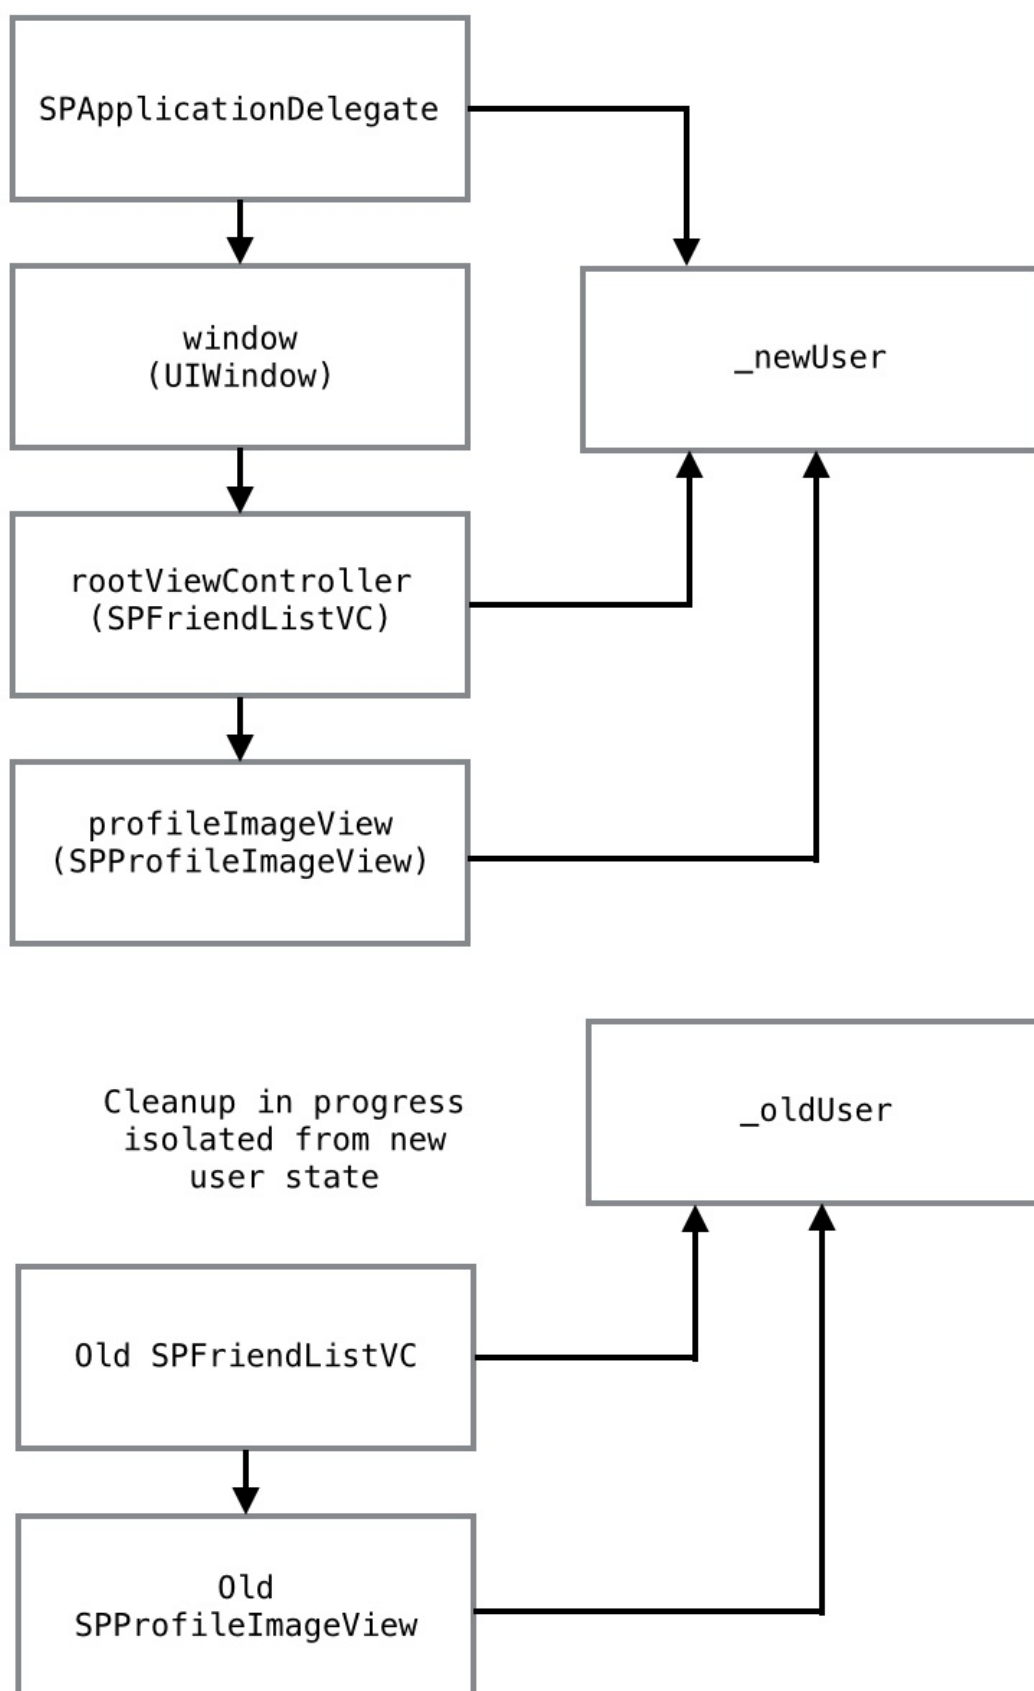 SPApplicationDelegate
window
(UIWindow)
_newUser
rootViewController
(SPFriendListVC)
profileImageView
(SPProfileImageView)
_oldUser
Cleanup in progress
isolated from new
user state
Old SPFriendListVC
Old
SPProfileImageView